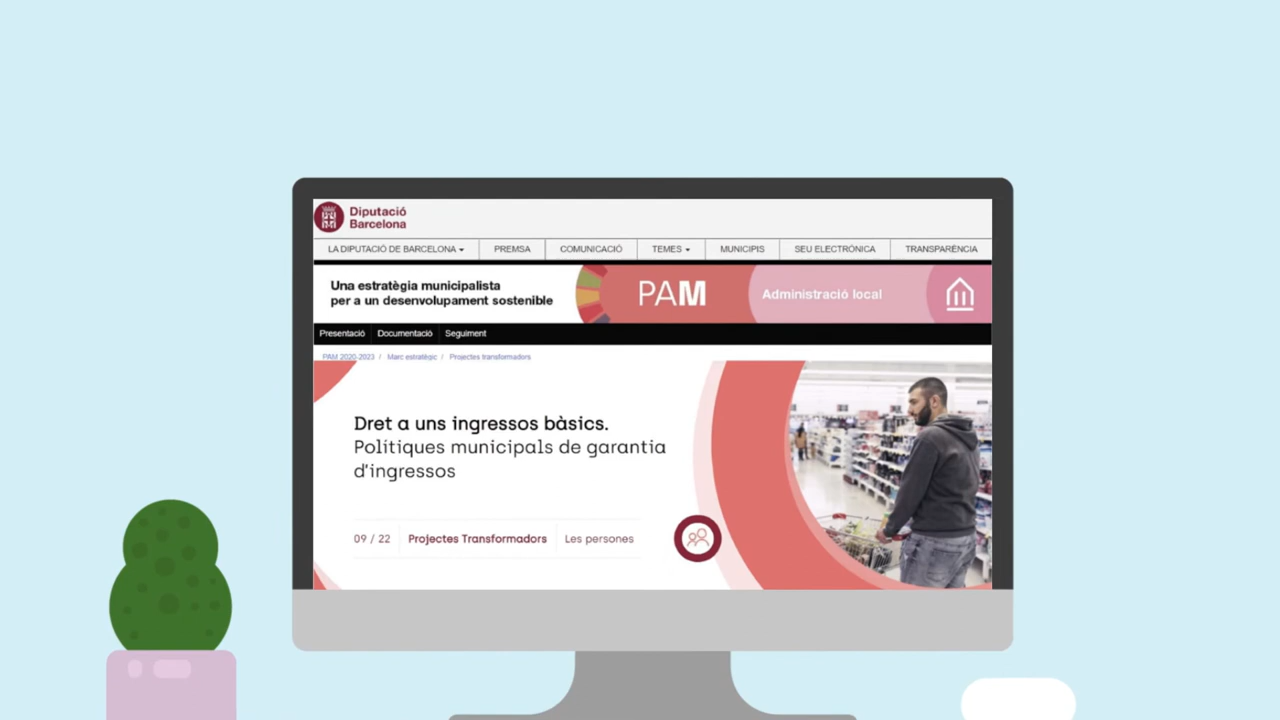 Diputació
Barcelona
LA DIPUTACIÓ DE BARCELONA
PREMSA
COMUNICACIÓ
TEMES
MUNICIPIS
SEU ELECTRÒNICA
TRANSPARÈNCIA
Una estratègia municipalista
per a un desenvolupament sostenible
PAM
Administració local
Presentació
Documentació
Seguiment
PAM 2020-2023 / Marc estratègic / Projectes transformadors
Dret a uns ingressos bàsics.
Polítiques municipals de garantia
d'ingressos
09 / 22
Projectes Transformadors
Les persones